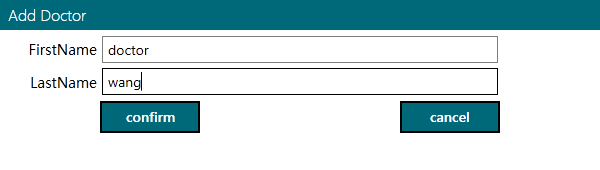 Add Doctor
FirstName doctor
LastName wang
confirm cancel